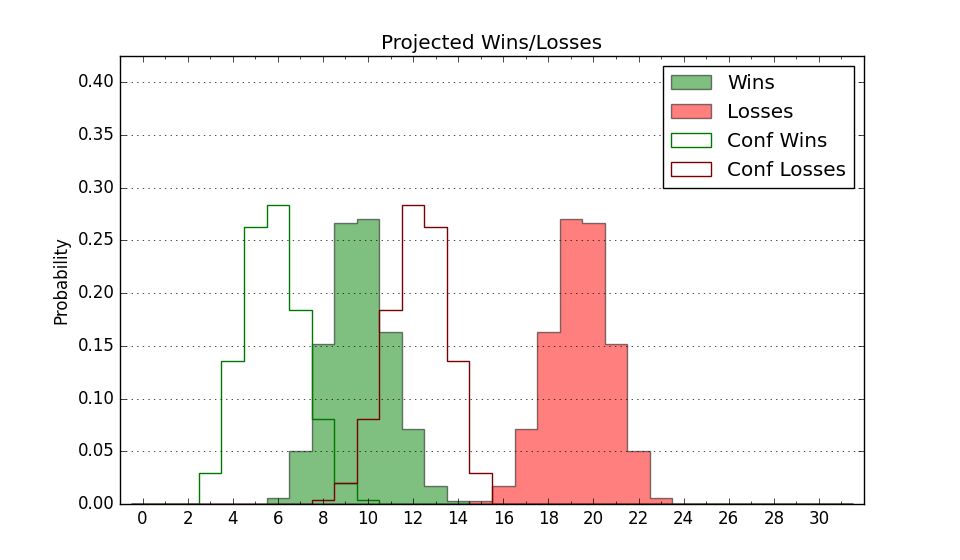 Projected Wins/Losses
Wins
Losses
Conf Wins
Conf Losses
Probability
0.40
0.35
0.30
0.25
0.20
0.15
0.10
0.05
0.00
0 2 4 6 8 10 12 14 16 18 20 22 24 26 28 30